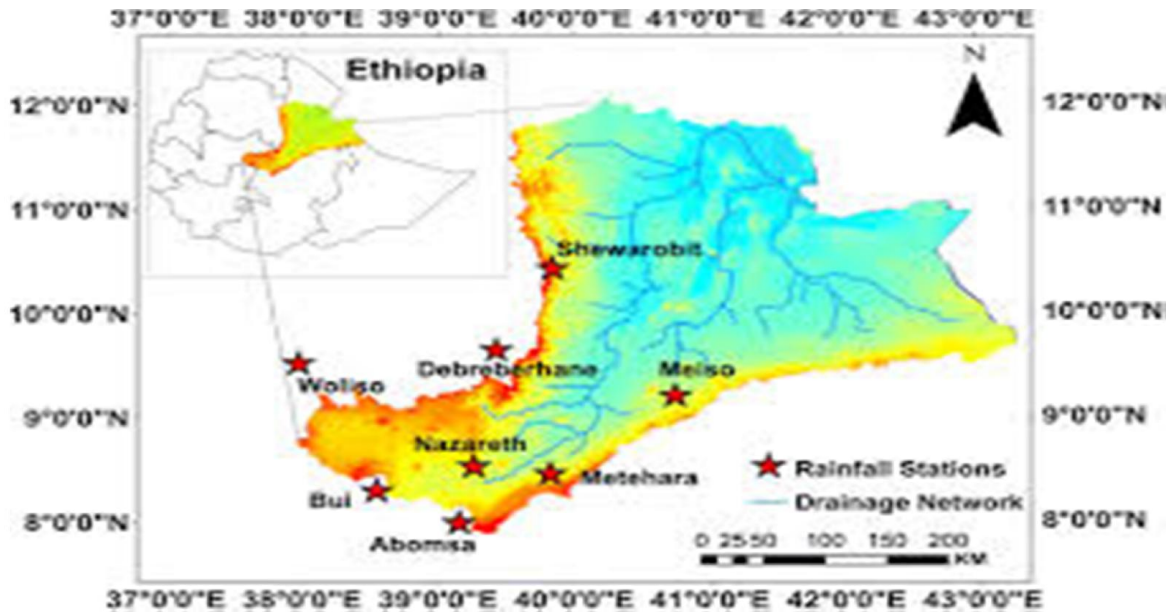 37°0'0"E 38°0'0"E 39°0'0"E 40°0'0"E 41°0'0"E 42°0'0"E 43°0'0"E
Ethiopia
N
12°0'0"N 12°0'0"N
11°0'0"N 11°0'0"N
Shewarobit
10°0'0"N 10°0'0"N
Debreberhane
Meiso
Woliso
9°0'0"N 9°0'0"N
Nazareth
Rainfall Stations
Metehara
Bui
Drainage Network
8°0'0"N 8°0'0"N
Abomsa
0 25 50 100 150 200
KM
37°0'0"E 38°0'0"E 39°0'0"E 40°0'0"E 41°0'0"E 42°0'0"E 43°0'0"E